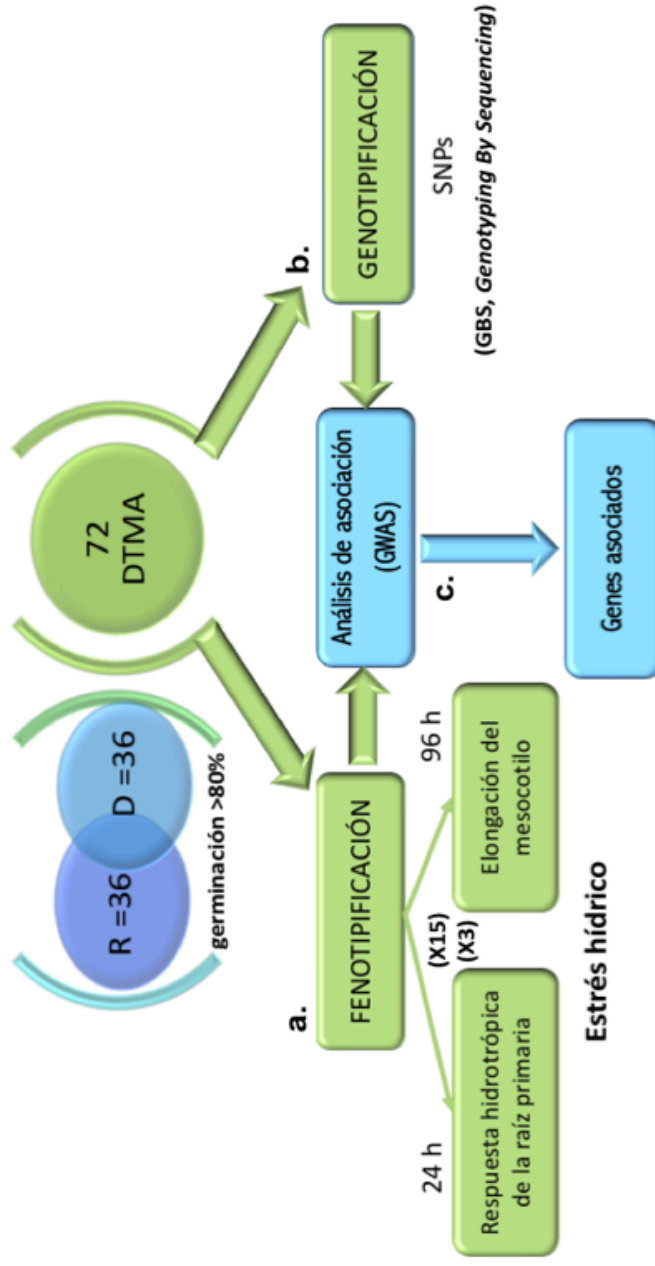 R =36
D =36
germinación >80%
72
DTMA
a.
FENOTIPIFICACIÓN
b.
GENOTIPIFICACIÓN
Análisis de asociación
(GWAS)
SNPs
(GBS, Genotyping By Sequencing)
24 h
(X15)
(X3)
96 h
Respuesta hidrotrópica
de la raíz primaria
Elongación del
mesocotilo
Estrés hídrico
c.
Genes asociados